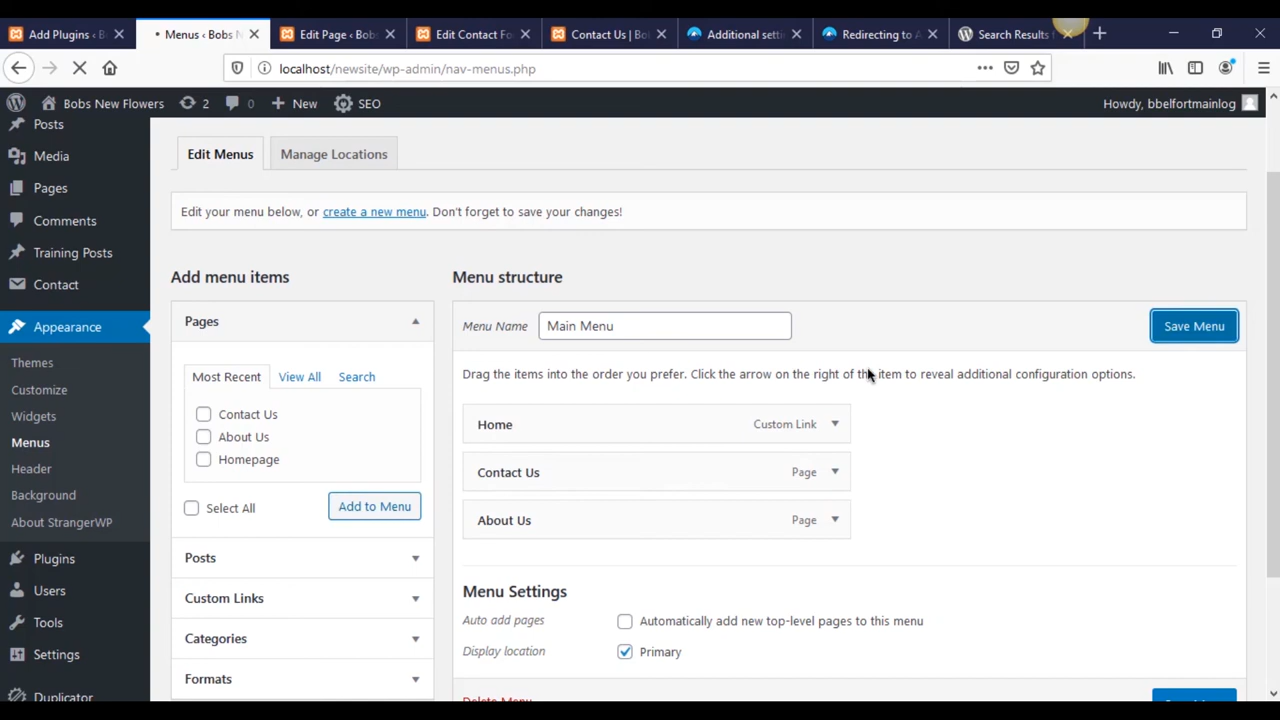 Add Plugins ‹ B
Menus ‹ Bobs N
Edit Page ‹ Bobs
Edit Contact Fo
Contact Us | Bo
Additional setti
Redirecting to A
Search Results f
localhost/newsite/wp-admin/nav-menus.php
Bobs New Flowers
2
0
New
SEO
Howdy, bbelfortmainlog
Posts
Media
Pages
Comments
Training Posts
Contact
Appearance
Themes
Customize
Widgets
Menus
Header
Background
About StrangerWP
Plugins
Users
Tools
Settings
Duplicator
Edit Menus
Manage Locations
Edit your menu below, or create a new menu. Don't forget to save your changes!
Add menu items
Pages
Most Recent
View All
Search
Contact Us
About Us
Homepage
Select All
Add to Menu
Posts
Custom Links
Categories
Formats
Menu structure
Menu Name
Main Menu
Save Menu
Drag the items into the order you prefer. Click the arrow on the right of the item to reveal additional configuration options.
Home
Custom Link
Contact Us
Page
About Us
Page
Menu Settings
Auto add pages
Automatically add new top-level pages to this menu
Display location
Primary
Delete Menu